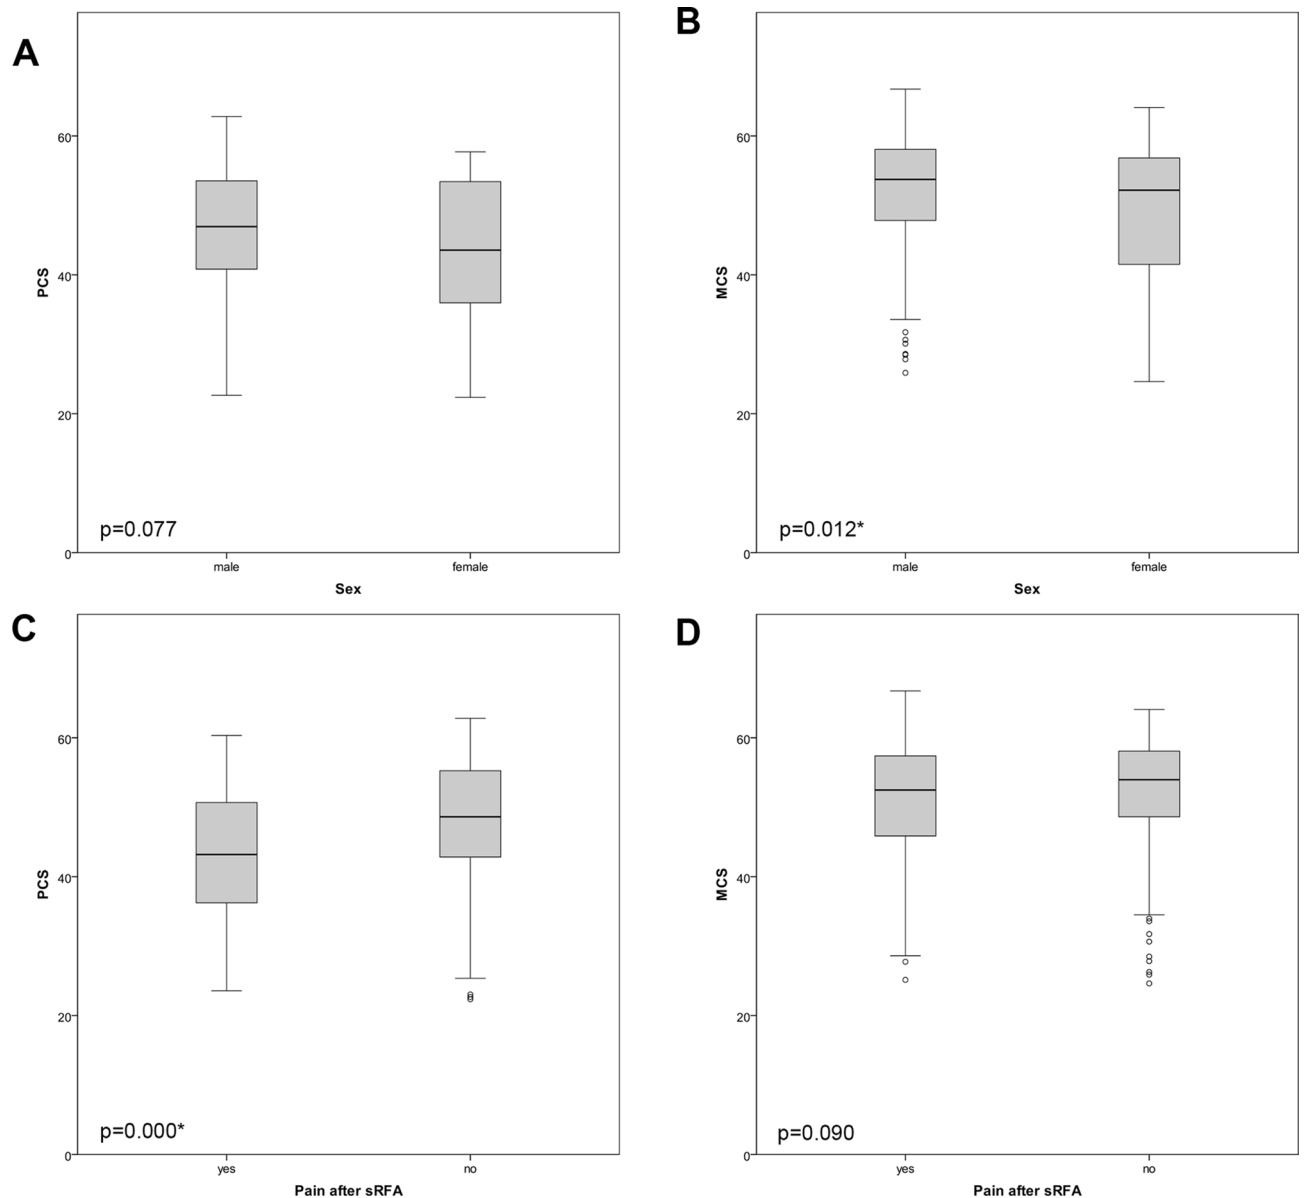 A
PCS
60
40
20
0
p=0.077
male
female
Sex
B
MCS
60
40
20
0
p=0.012*
male
female
Sex
C
PCS
60
40
20
0
p=0.000*
yes
no
Pain after sRFA
D
MCS
60
40
20
0
p=0.090
yes
no
Pain after sRFA